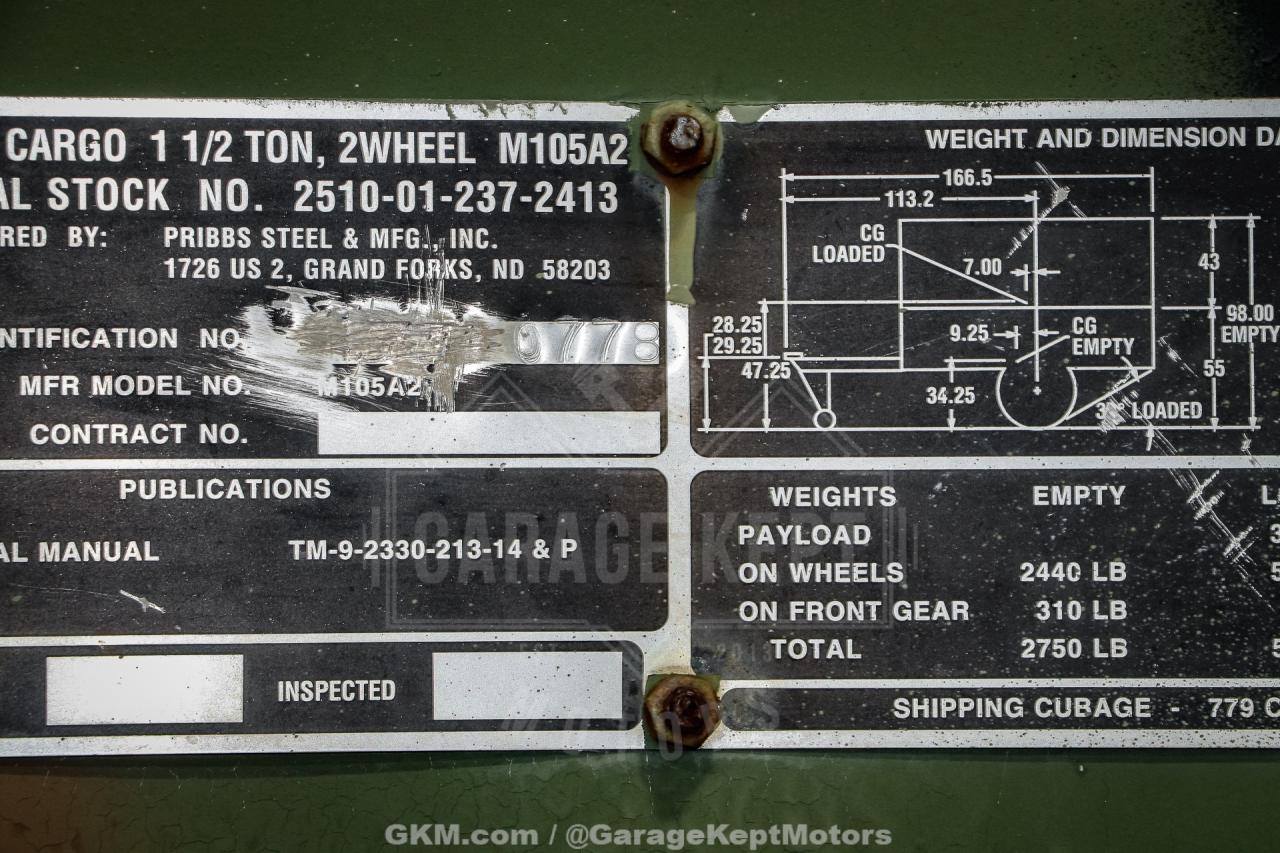 CARGO 1 1/2 TON, 2WHEEL M105A2
AL STOCK NO. 2510-01-237-2413
RED BY: PRIBBS STEEL & MFG., INC.
1726 US 2, GRAND FORKS, ND 58203
NTIFICATION NO. 0778
MFR MODEL NO. M105A2
CONTRACT NO.
PUBLICATIONS
AL MANUAL TM-9-2330-213-14 & P
INSPECTED
WEIGHT AND DIMENSION DA
166.5
113.2
CG
LOADED
7.00
43
98.00
EMPTY
28.25
29.25
47.25
9.25
CG
EMPTY
55
34.25
LOADED
WEIGHTS EMPTY L
PAYLOAD 3
ON WHEELS 2440 LB 5
ON FRONT GEAR 310 LB
TOTAL 2750 LB 5
SHIPPING CUBAGE - 779 C
GARAGE KEPT
MOTORS
GKM.com / @GarageKeptMotors